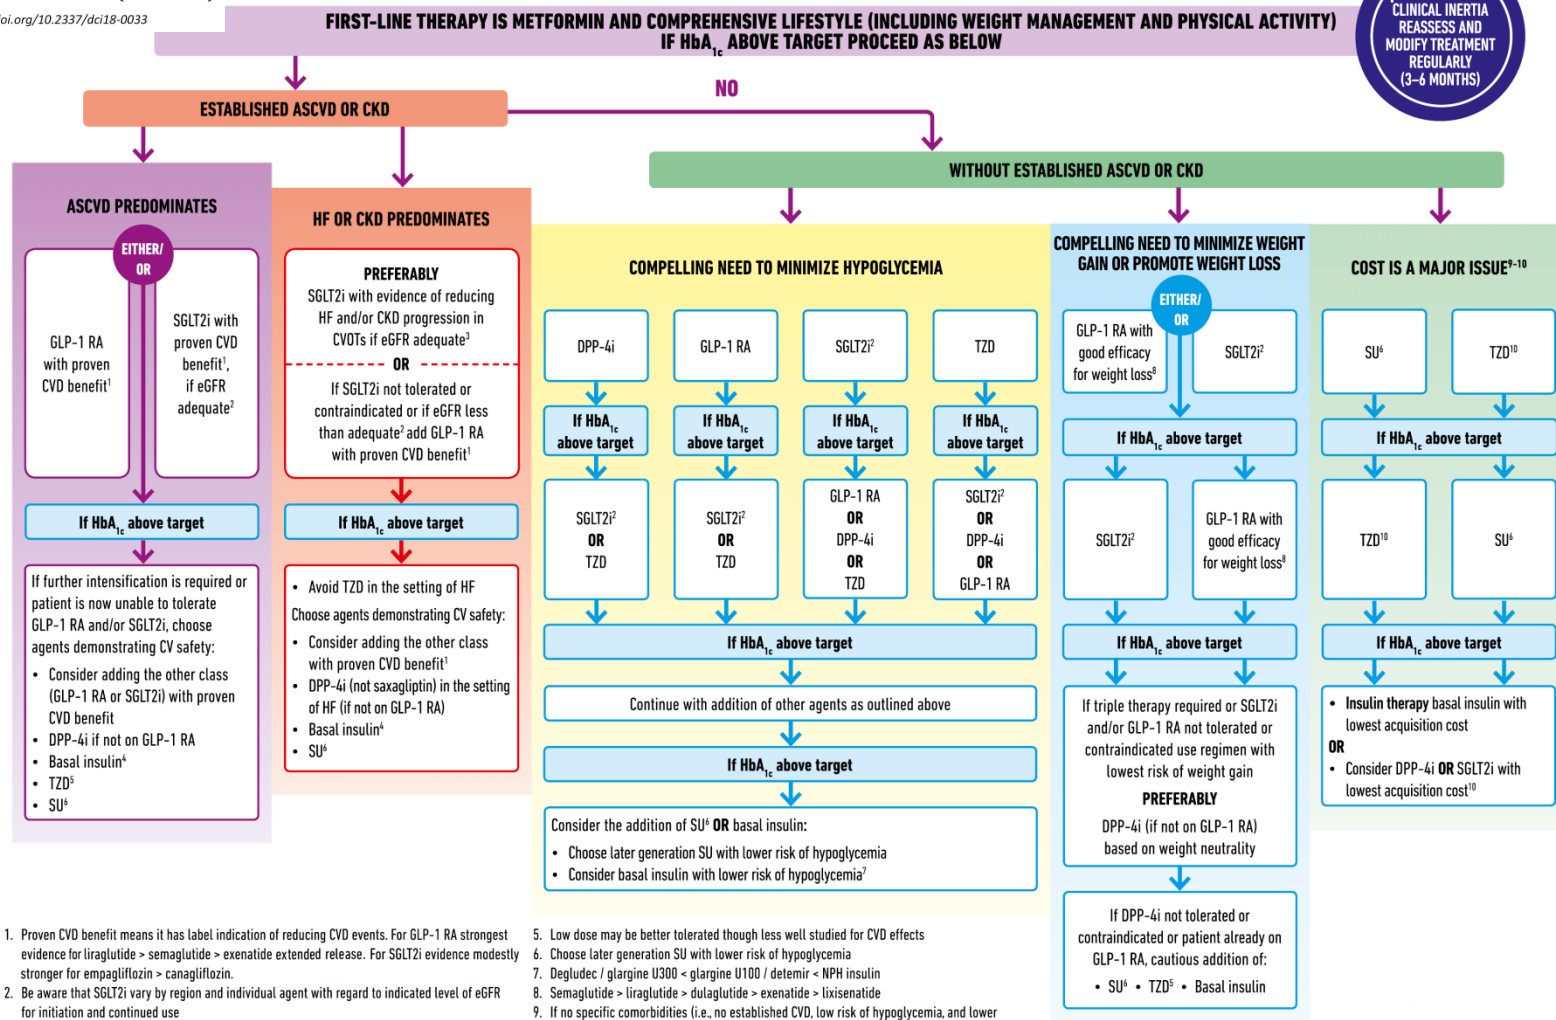 oi.org/10.2337/dci18-0033
FIRST-LINE THERAPY IS METFORMIN AND COMPREHENSIVE LIFESTYLE (INCLUDING WEIGHT MANAGEMENT AND PHYSICAL ACTIVITY)
IF HbA1c ABOVE TARGET PROCEED AS BELOW
CLINICAL INERTIA
REASSESS AND
MODIFY TREATMENT
REGULARLY
(3–6 MONTHS)
NO
ESTABLISHED ASCVD OR CKD
WITHOUT ESTABLISHED ASCVD OR CKD
ASCVD PREDOMINATES
EITHER/
OR
GLP-1 RA
with proven
CVD benefit¹
SGLT2i with
proven CVD
benefit¹,
if eGFR
adequate²
If HbA1c above target
If further intensification is required or
patient is now unable to tolerate
GLP-1 RA and/or SGLT2i, choose
agents demonstrating CV safety:
• Consider adding the other class
(GLP-1 RA or SGLT2i) with proven
CVD benefit
• DPP-4i if not on GLP-1 RA
• Basal insulin⁴
• TZD⁵
• SU⁶
HF OR CKD PREDOMINATES
PREFERABLY
SGLT2i with evidence of reducing
HF and/or CKD progression in
CVOTs if eGFR adequate³
OR
If SGLT2i not tolerated or
contraindicated or if eGFR less
than adequate² add GLP-1 RA
with proven CVD benefit¹
If HbA1c above target
• Avoid TZD in the setting of HF
Choose agents demonstrating CV safety:
• Consider adding the other class
with proven CVD benefit¹
• DPP-4i (not saxagliptin) in the setting
of HF (if not on GLP-1 RA)
• Basal insulin⁴
• SU⁶
COMPELLING NEED TO MINIMIZE HYPOGLYCEMIA
DPP-4i
GLP-1 RA
SGLT2i²
TZD
If HbA1c
above target
If HbA1c
above target
If HbA1c
above target
If HbA1c
above target
SGLT2i²
OR
TZD
SGLT2i²
OR
TZD
GLP-1 RA
OR
DPP-4i
OR
TZD
SGLT2i²
OR
DPP-4i
OR
GLP-1 RA
If HbA1c above target
Continue with addition of other agents as outlined above
If HbA1c above target
Consider the addition of SU⁶ OR basal insulin:
• Choose later generation SU with lower risk of hypoglycemia
• Consider basal insulin with lower risk of hypoglycemia⁷
COMPELLING NEED TO MINIMIZE WEIGHT
GAIN OR PROMOTE WEIGHT LOSS
EITHER/
OR
GLP-1 RA with
good efficacy
for weight loss⁸
SGLT2i²
If HbA1c above target
SGLT2i²
GLP-1 RA with
good efficacy
for weight loss⁸
If HbA1c above target
If triple therapy required or SGLT2i
and/or GLP-1 RA not tolerated or
contraindicated use regimen with
lowest risk of weight gain
PREFERABLY
DPP-4i (if not on GLP-1 RA)
based on weight neutrality
If DPP-4i not tolerated or
contraindicated or patient already on
GLP-1 RA, cautious addition of:
• SU⁶ • TZD⁵ • Basal insulin
COST IS A MAJOR ISSUE⁹⁻¹⁰
SU⁶
TZD¹⁰
If HbA1c above target
TZD¹⁰
SU⁶
If HbA1c above target
• Insulin therapy basal insulin with
lowest acquisition cost
OR
• Consider DPP-4i OR SGLT2i with
lowest acquisition cost¹⁰
1. Proven CVD benefit means it has label indication of reducing CVD events. For GLP-1 RA strongest
evidence for liraglutide > semaglutide > exenatide extended release. For SGLT2i evidence modestly
stronger for empagliflozin > canagliflozin.
2. Be aware that SGLT2i vary by region and individual agent with regard to indicated level of eGFR
for initiation and continued use
5. Low dose may be better tolerated though less well studied for CVD effects
6. Choose later generation SU with lower risk of hypoglycemia
7. Degludec / glargine U300 < glargine U100 / detemir < NPH insulin
8. Semaglutide > liraglutide > dulaglutide > exenatide > lixisenatide
9. If no specific comorbidities (i.e., no established CVD, low risk of hypoglycemia, and lower